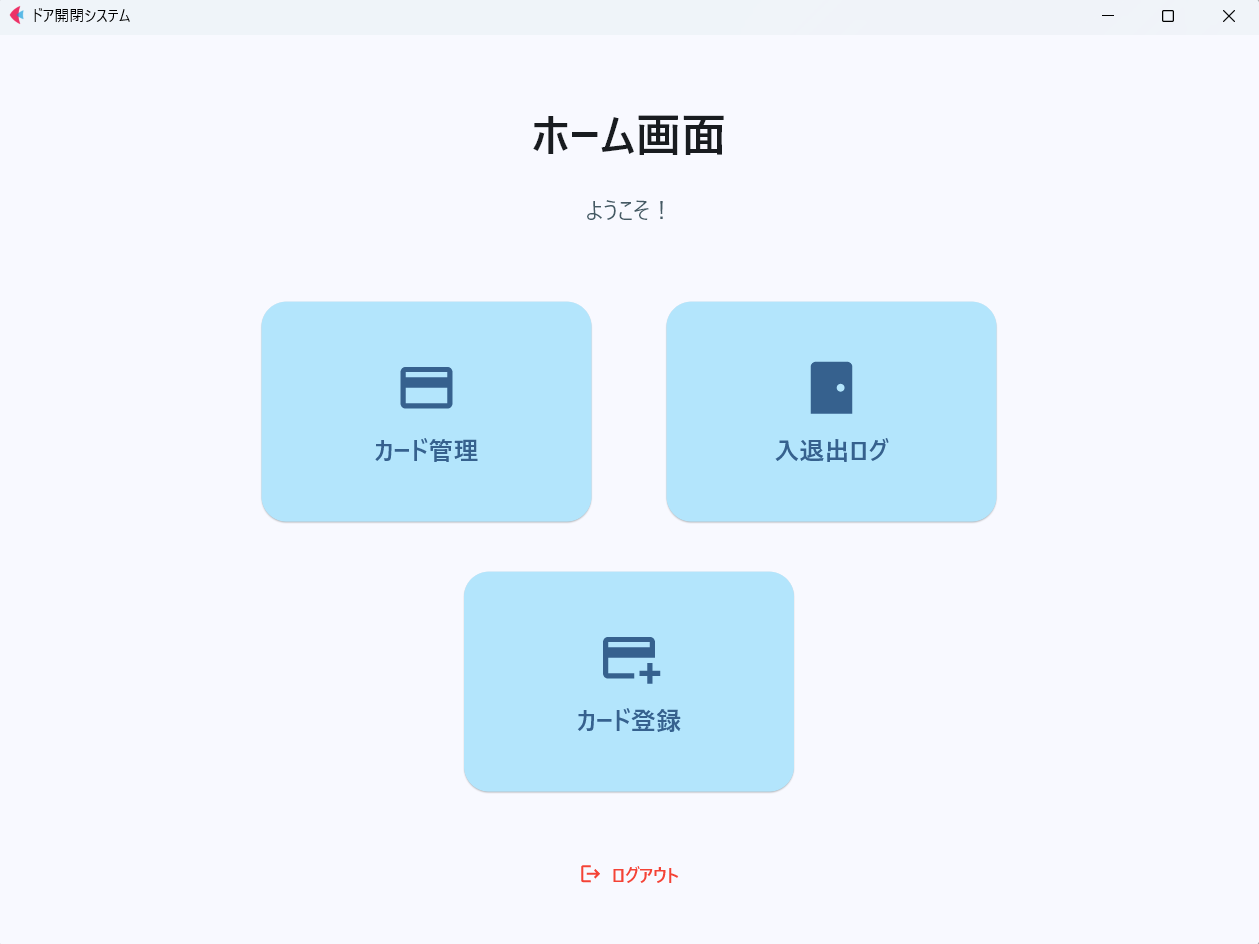 ドア開閉システム
ホーム画面
ようこそ！
カード管理
入退出ログ
カード登録
ログアウト